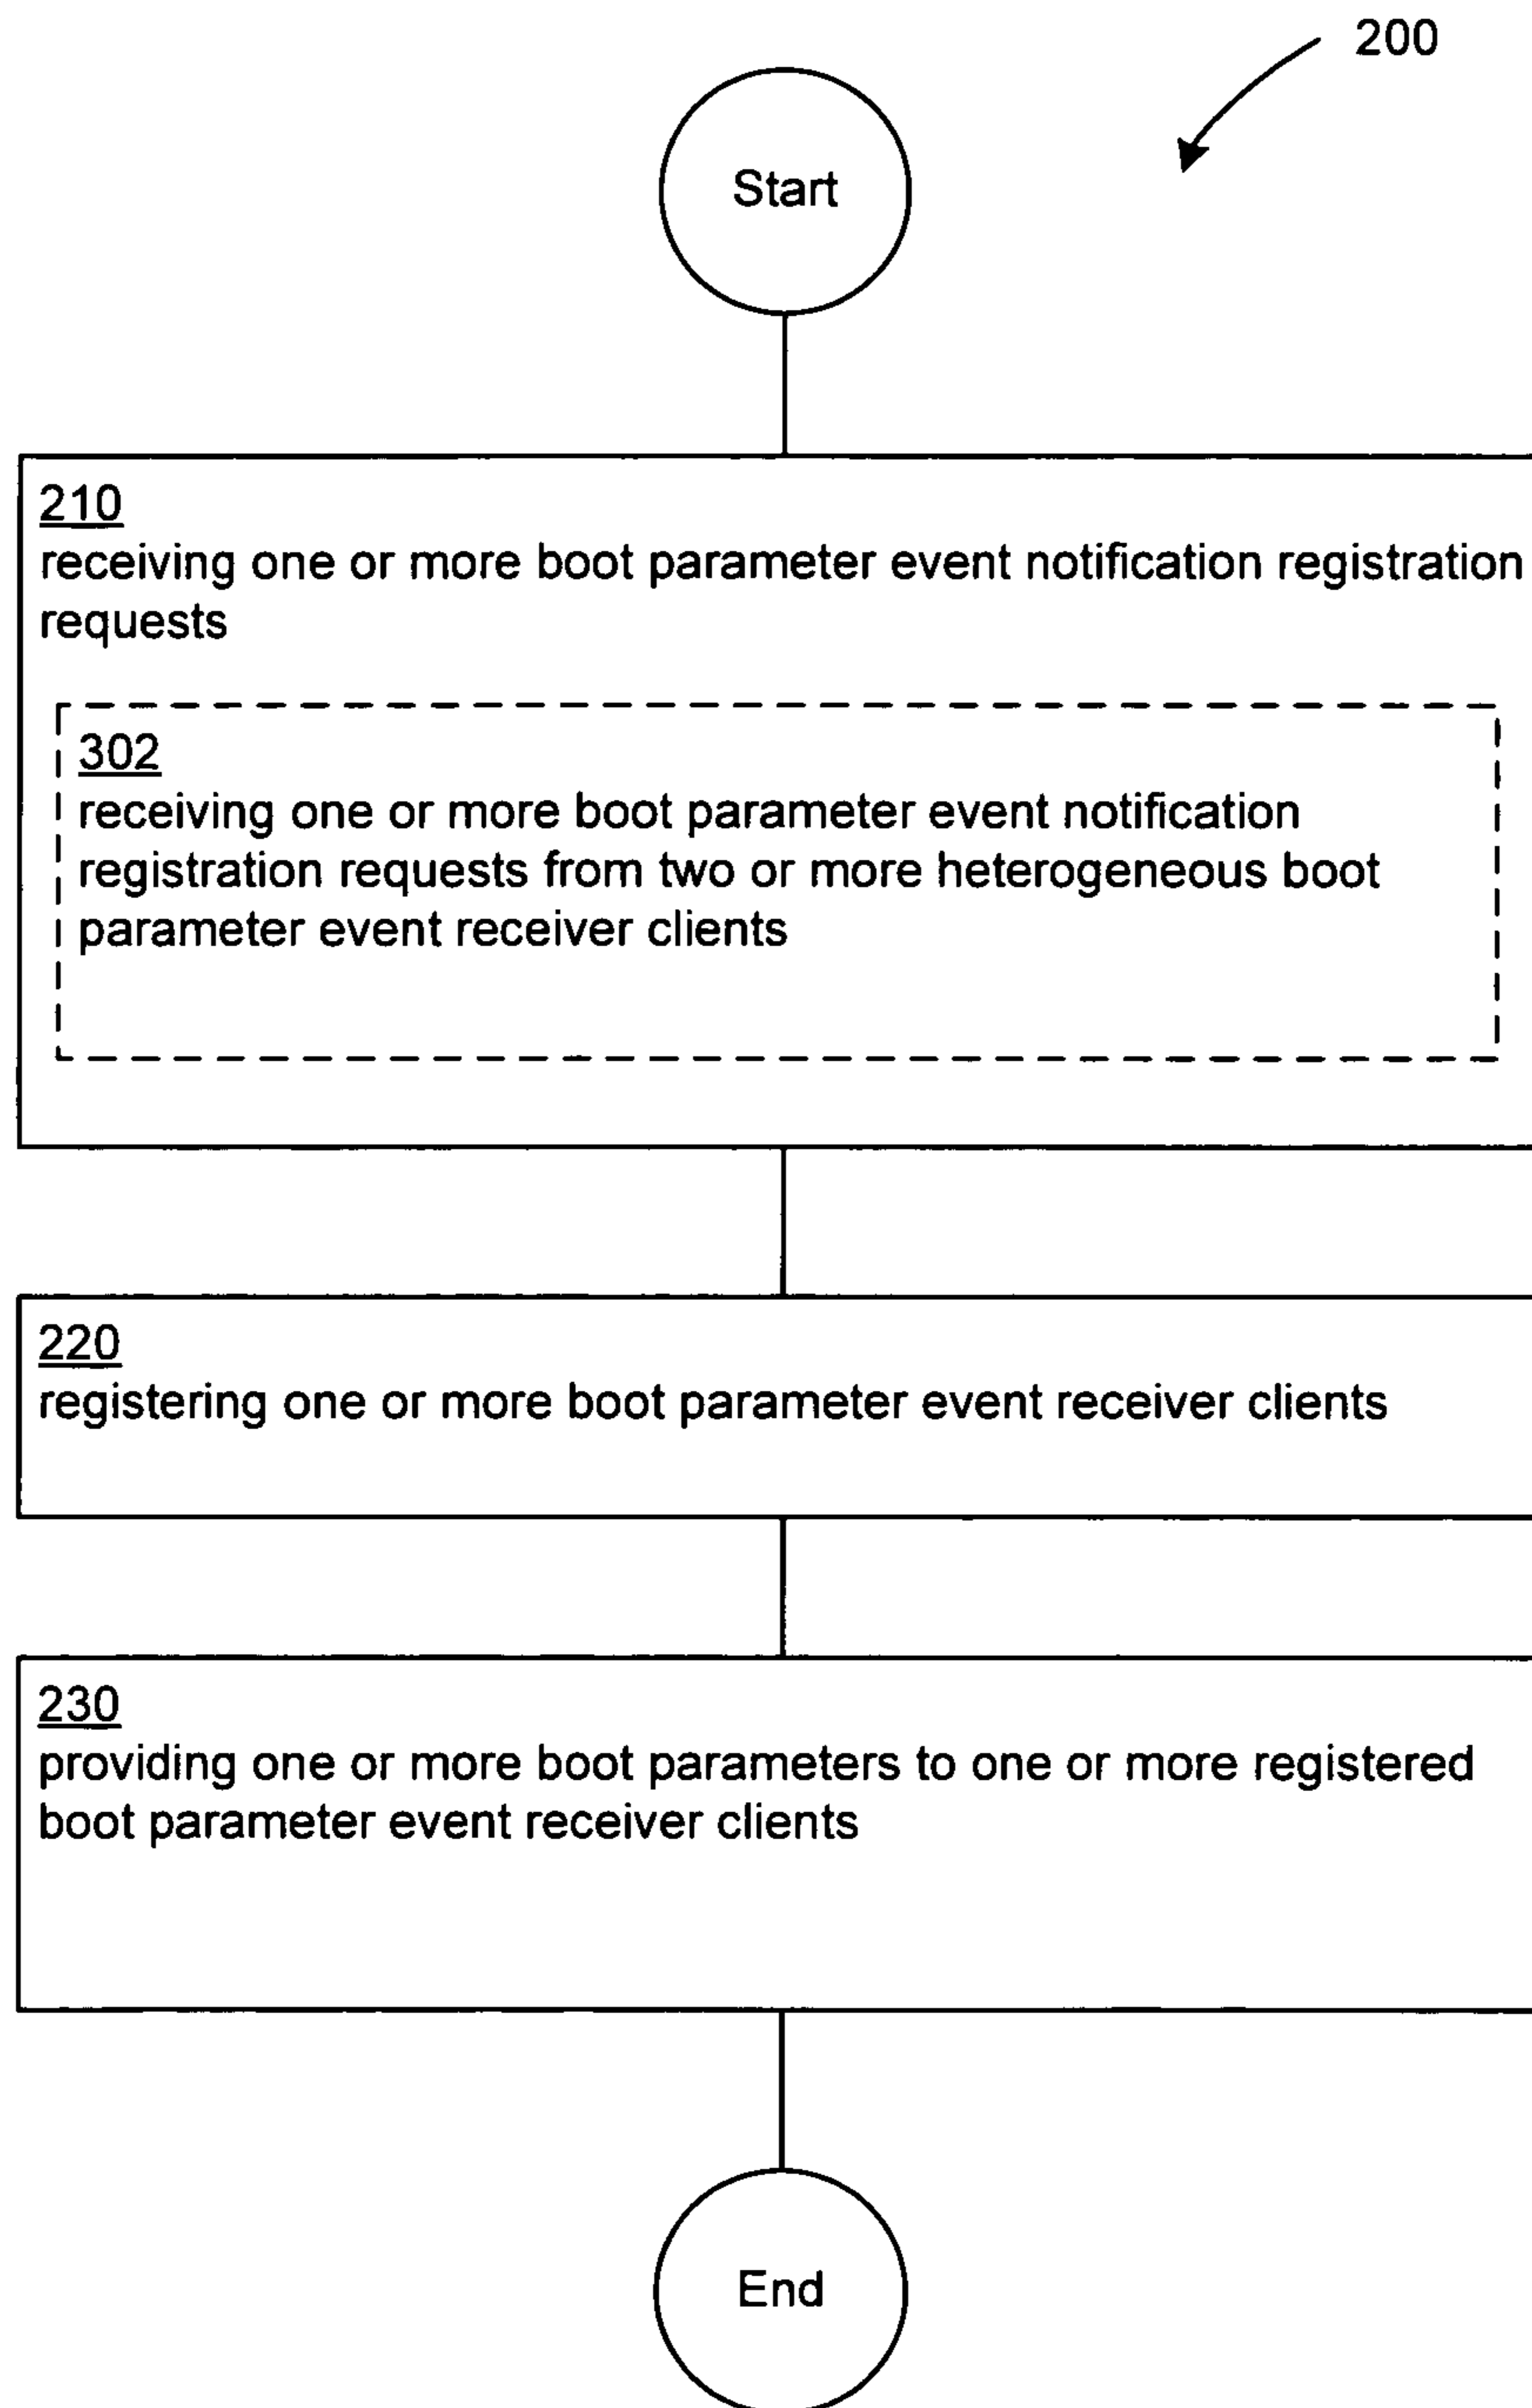 200
Start
210
receiving one or more boot parameter event notification registration
requests
302
receiving one or more boot parameter event notification
registration requests from two or more heterogeneous boot
parameter event receiver clients
220
registering one or more boot parameter event receiver clients
230
providing one or more boot parameters to one or more registered
boot parameter event receiver clients
End